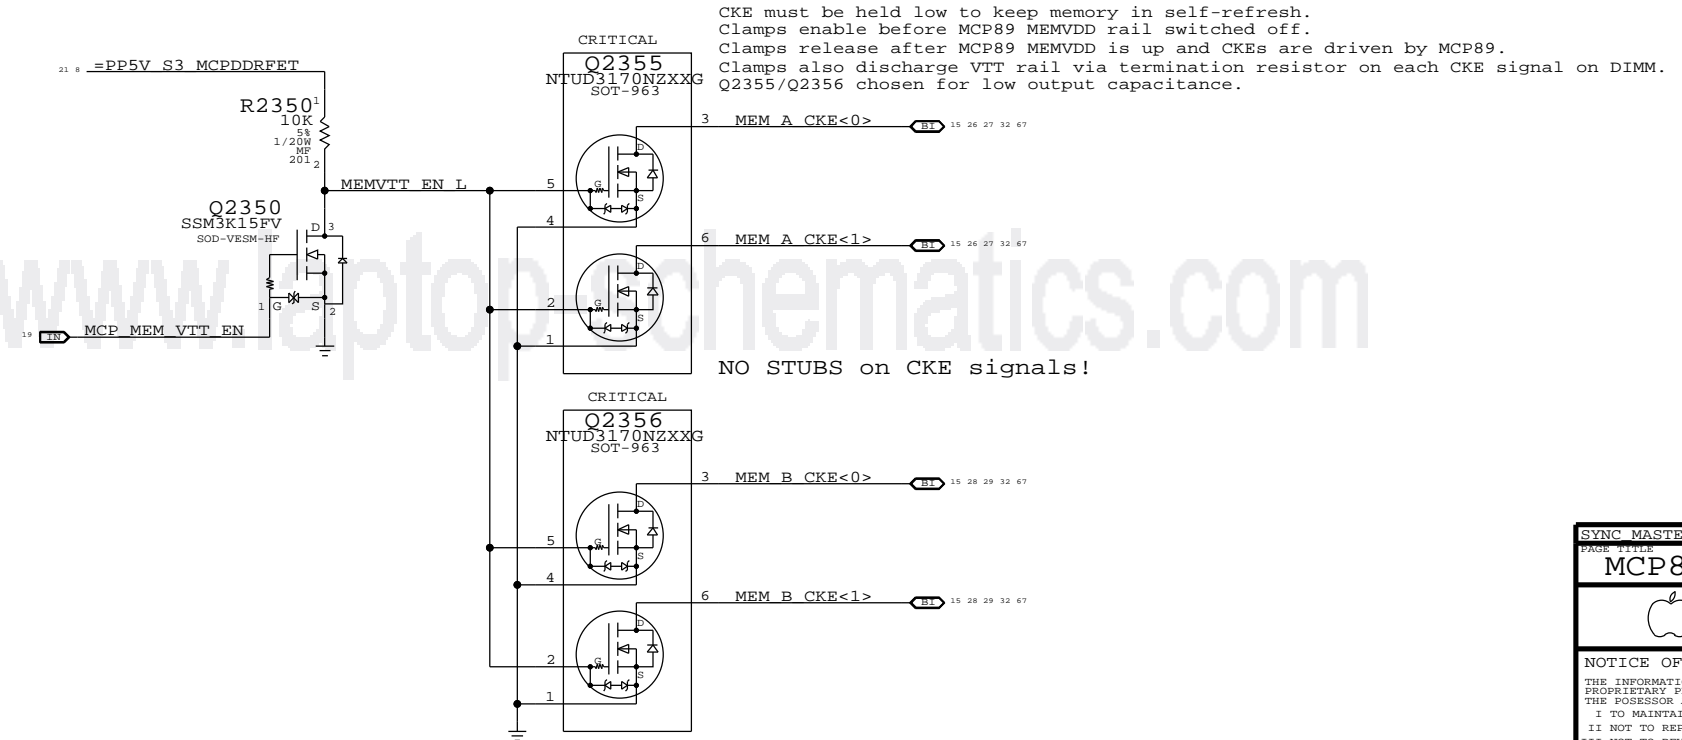 CKE must be held low to keep memory in self-refresh.
Clamps enable before MCP89 MEMVDD rail switched off.
Clamps release after MCP89 MEMVDD is up and CKEs are driven by MCP89.
Clamps also discharge VTT rail via termination resistor on each CKE signal on DIMM.
Q2355/Q2356 chosen for low output capacitance.
21 8 =PP5V_S3_MCPDDRFET
R2350
1
10K
5%
1/20W
MF
201
2
MEMVTT_EN_L
Q2350
SSM3K15FV
SOD-VESM-HF
D 3
1 G S 2
19 IN MCP_MEM_VTT_EN
CRITICAL
Q2355
NTUD3170NZXXG
SOT-963
3 MEM_A_CKE<0> BI 15 26 27 32 67
D
5 G
S
4
6 MEM_A_CKE<1> BI 15 26 27 32 67
D
2 G
S
1
www.laptop-schematics.com
NO STUBS on CKE signals!
CRITICAL
Q2356
NTUD3170NZXXG
SOT-963
3 MEM_B_CKE<0> BI 15 28 29 32 67
D
5 G
S
4
6 MEM_B_CKE<1> BI 15 28 29 32 67
D
2 G
S
1
SYNC_MASTE
PAGE TITLE
MCP8
NOTICE OF
THE INFORMATI
PROPRIETARY P
THE POSESSOR
I TO MAINTAI
II NOT TO REP